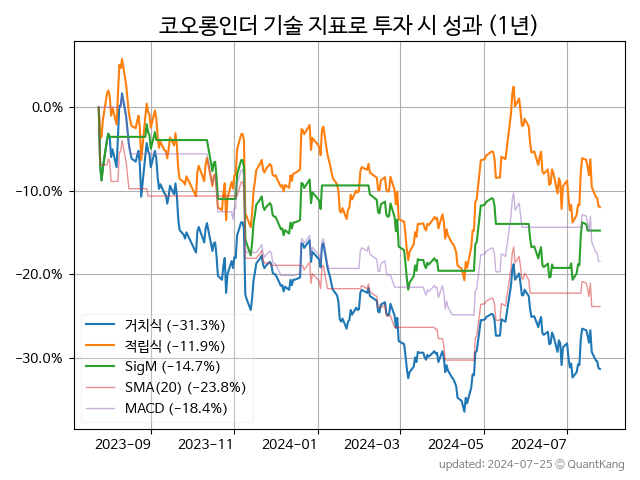 코오롱인더 기술 지표로 투자 시 성과 (1년)
0.0%
−10.0%
−20.0%
−30.0%
거치식 (−31.3%)
적립식 (−11.9%)
SigM (−14.7%)
SMA(20) (−23.8%)
MACD (−18.4%)
2023−09 2023−11 2024−01 2024−03 2024−05 2024−07
updated: 2024-07-25 © QuantKang